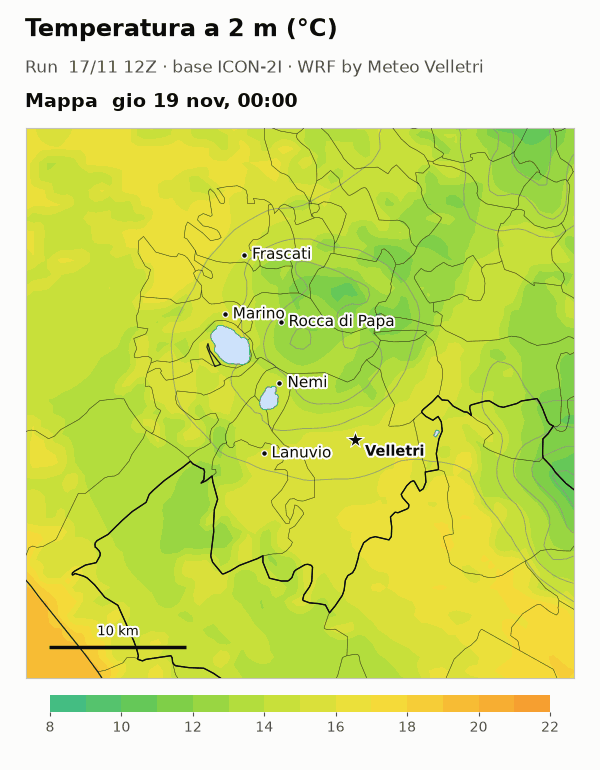 Temperatura a 2 m (°C)
Run  17/11 12Z · base ICON-2I · WRF by Meteo Velletri
Mappa  gio 19 nov, 00:00
Frascati
Marino
Rocca di Papa
Nemi
Velletri
Lanuvio
10 km
8 10 12 14 16 18 20 22